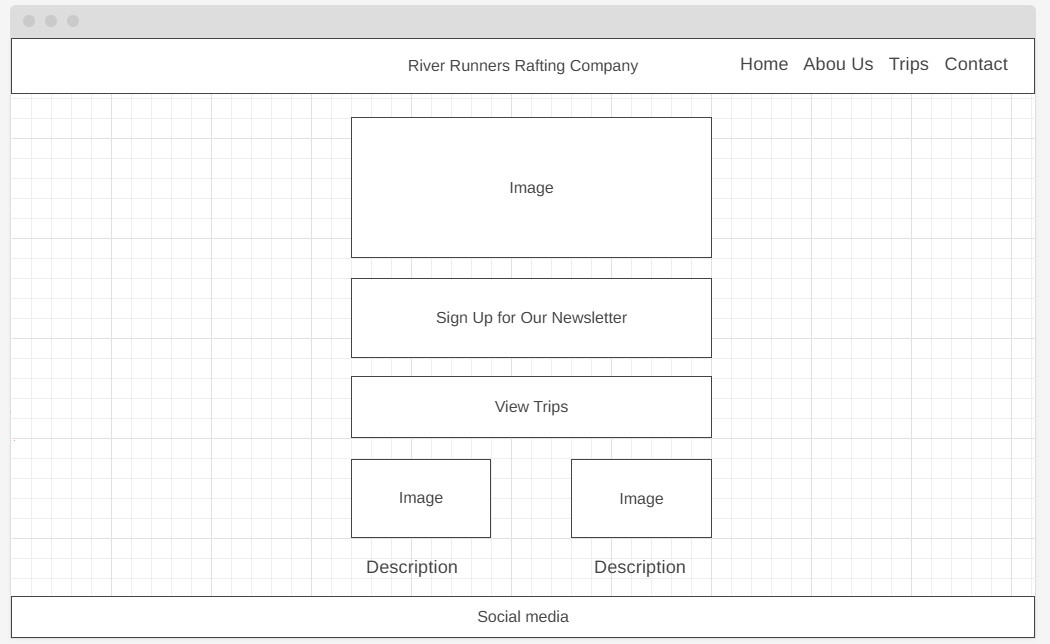 River Runners Rafting Company
Home Abou Us Trips Contact
Image
Sign Up for Our Newsletter
View Trips
Image Image
Description Description
Social media